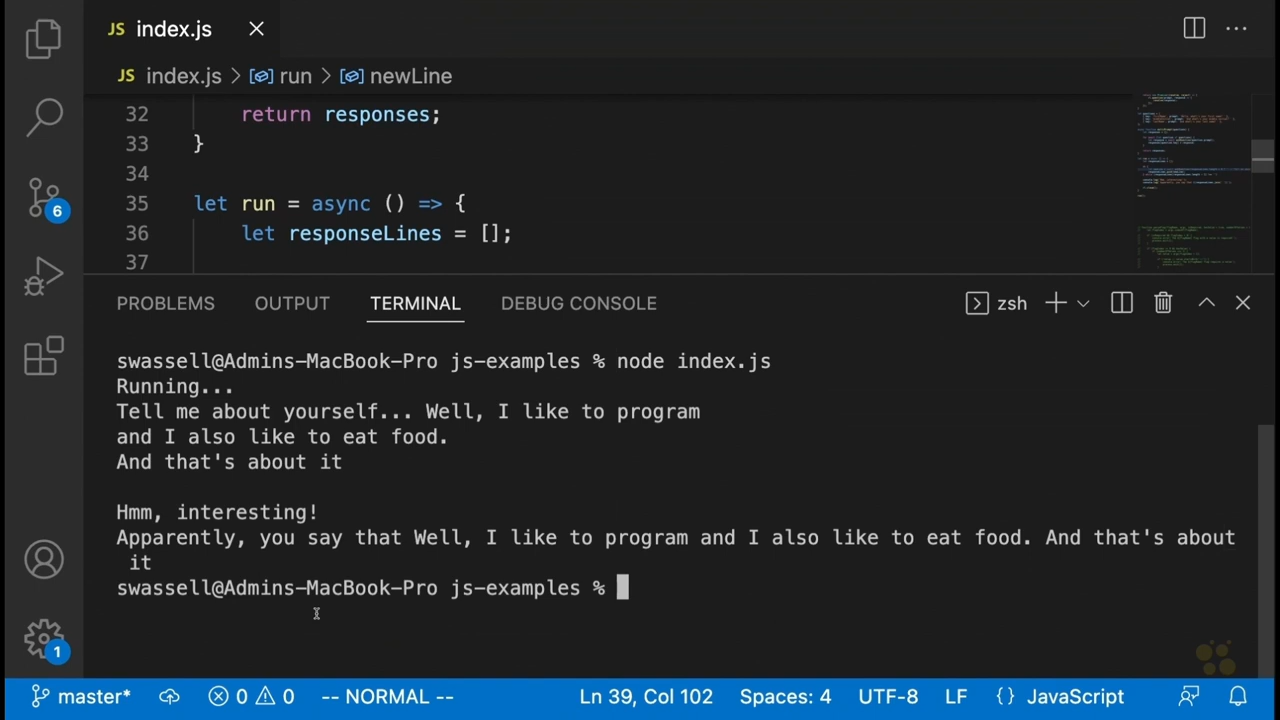 JS index.js
JS index.js > run > newLine
32 return responses;
33 }
34
35 let run = async () => {
36 let responseLines = [];
37
6
PROBLEMS OUTPUT TERMINAL DEBUG CONSOLE zsh
swassell@Admins-MacBook-Pro js-examples % node index.js
Running...
Tell me about yourself... Well, I like to program
and I also like to eat food.
And that's about it
Hmm, interesting!
Apparently, you say that Well, I like to program and I also like to eat food. And that's about
it
swassell@Admins-MacBook-Pro js-examples %
1
master* 0 0 -- NORMAL -- Ln 39, Col 102 Spaces: 4 UTF-8 LF {} JavaScript